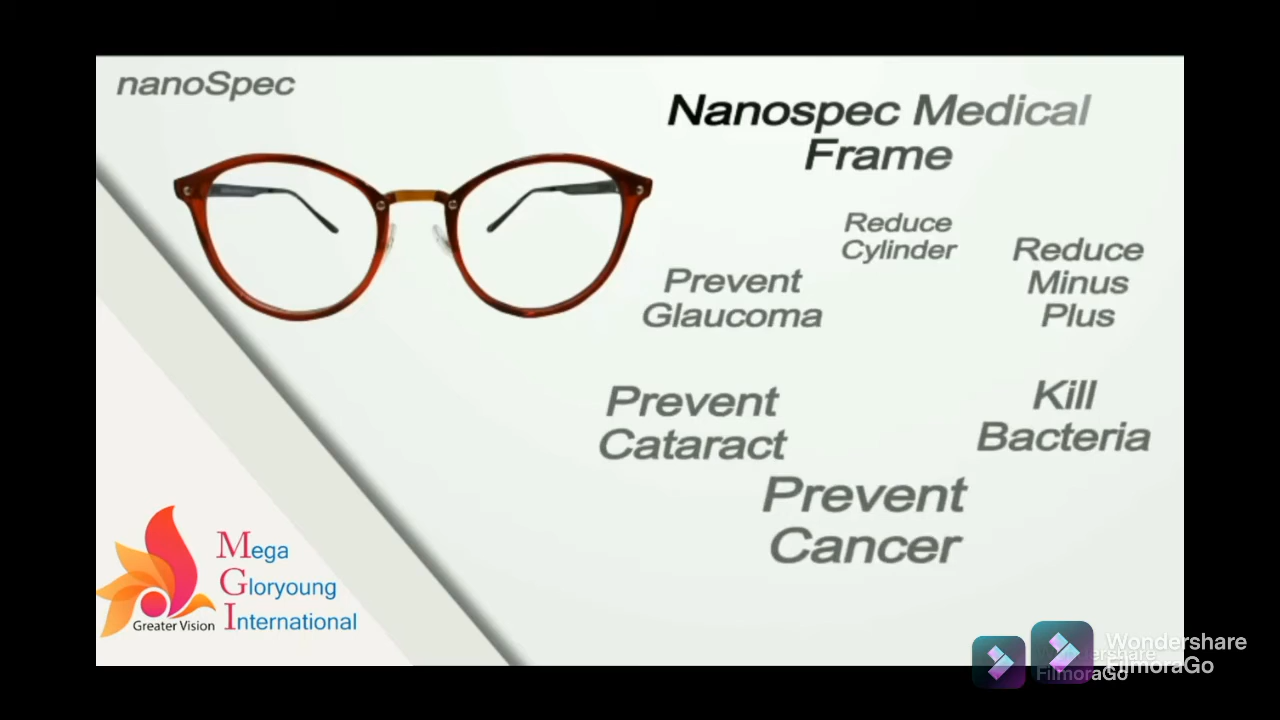 nanoSpec
Nanospec Medical
Frame
Reduce
Cylinder
Reduce
Minus
Plus
Prevent
Glaucoma
Prevent
Cataract
Kill
Bacteria
Prevent
Cancer
Mega
Gloryoung
International
Greater Vision
Wondershare
FilmoraGo
FilmoraGo